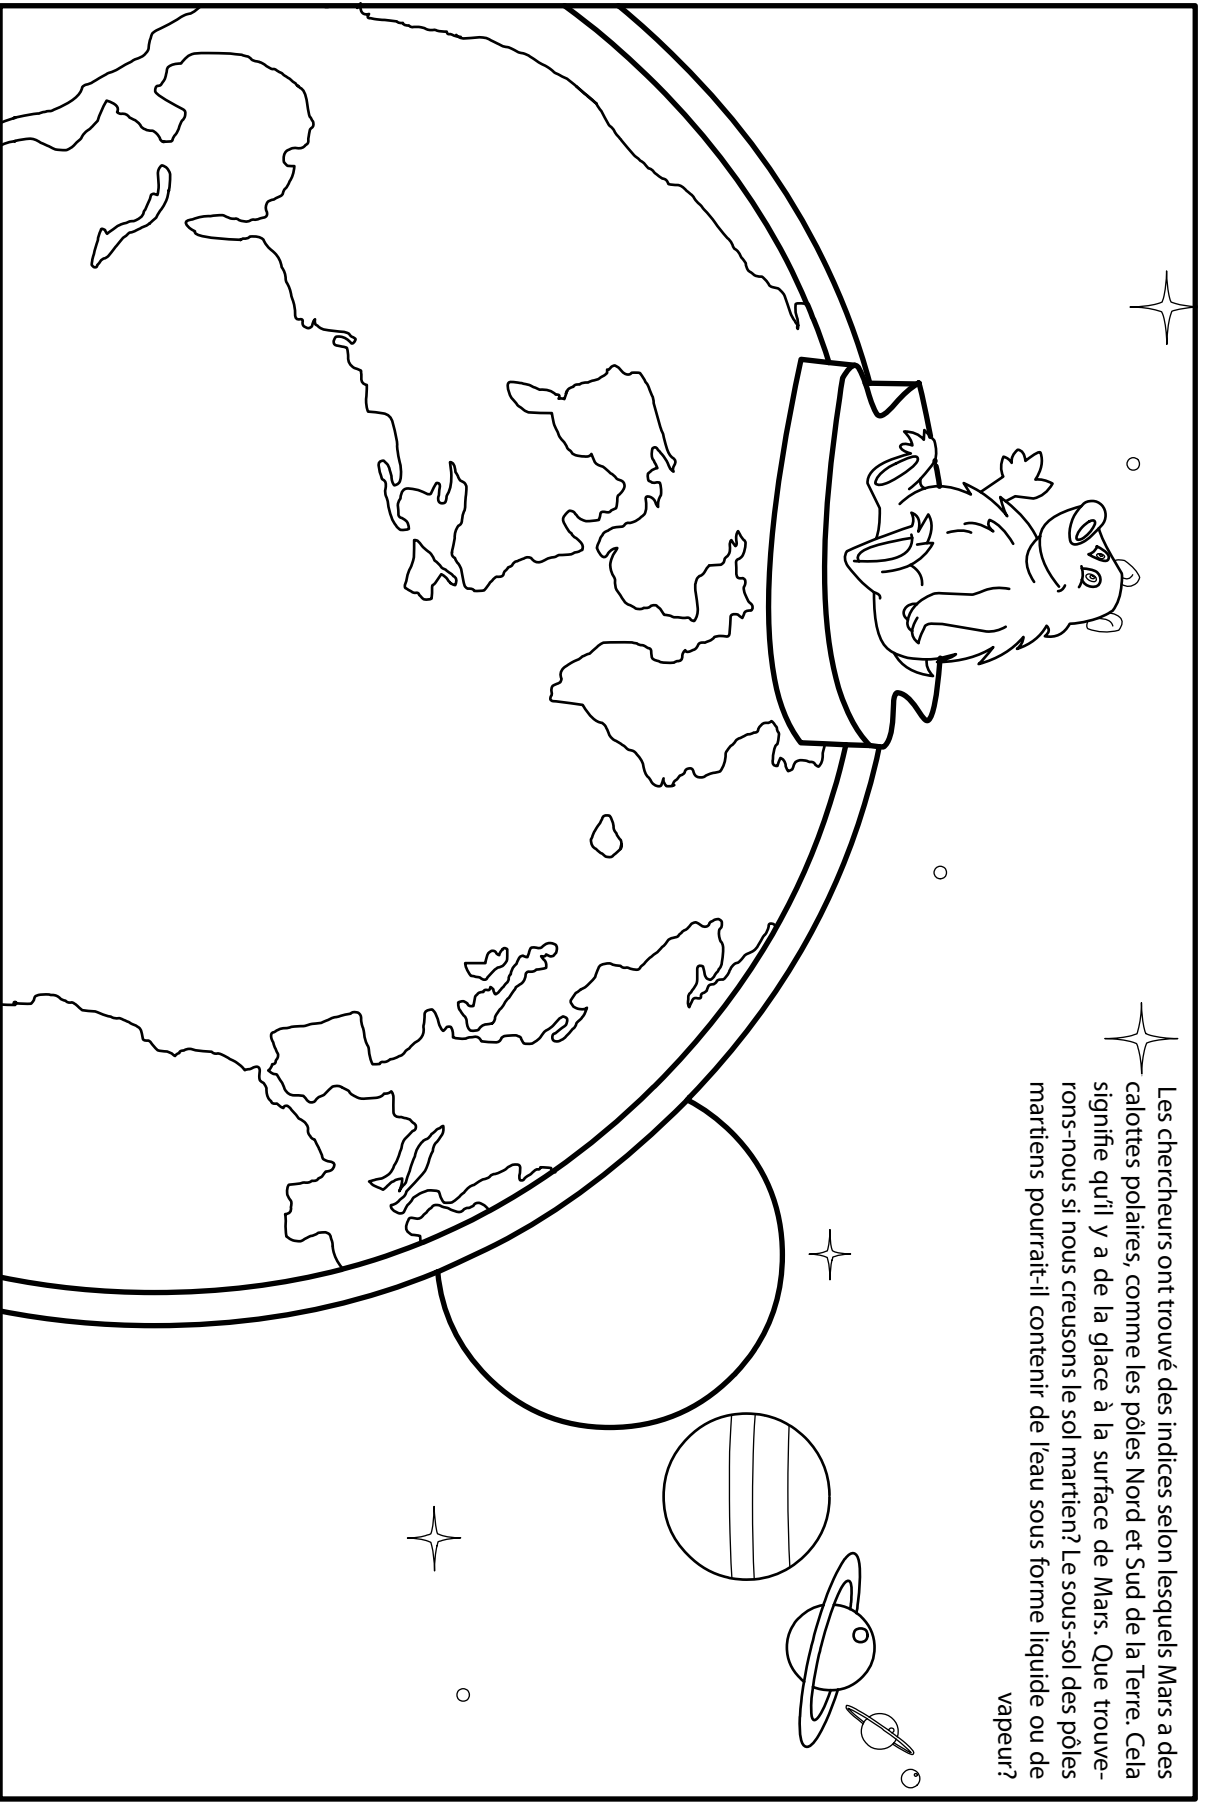 Les chercheurs ont trouvé des indices selon lesquels Mars a des
calottes polaires, comme les pôles Nord et Sud de la Terre. Cela
signifie qu'il y a de la glace à la surface de Mars. Que trouve-
rons-nous si nous creusons le sol martien? Le sous-sol des pôles
martiens pourrait-il contenir de l'eau sous forme liquide ou de
vapeur?